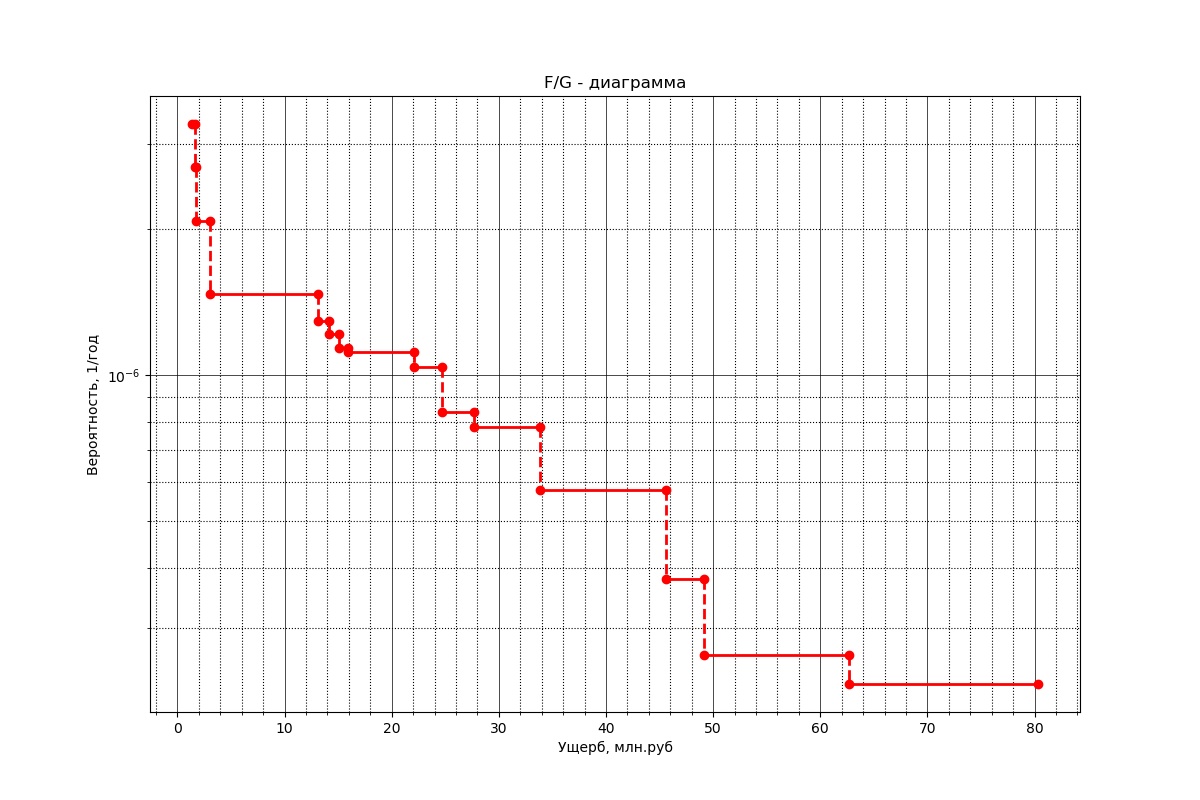 F/G - диаграмма
Вероятность, 1/год
10⁻⁶
0 10 20 30 40 50 60 70 80
Ущерб, млн.руб